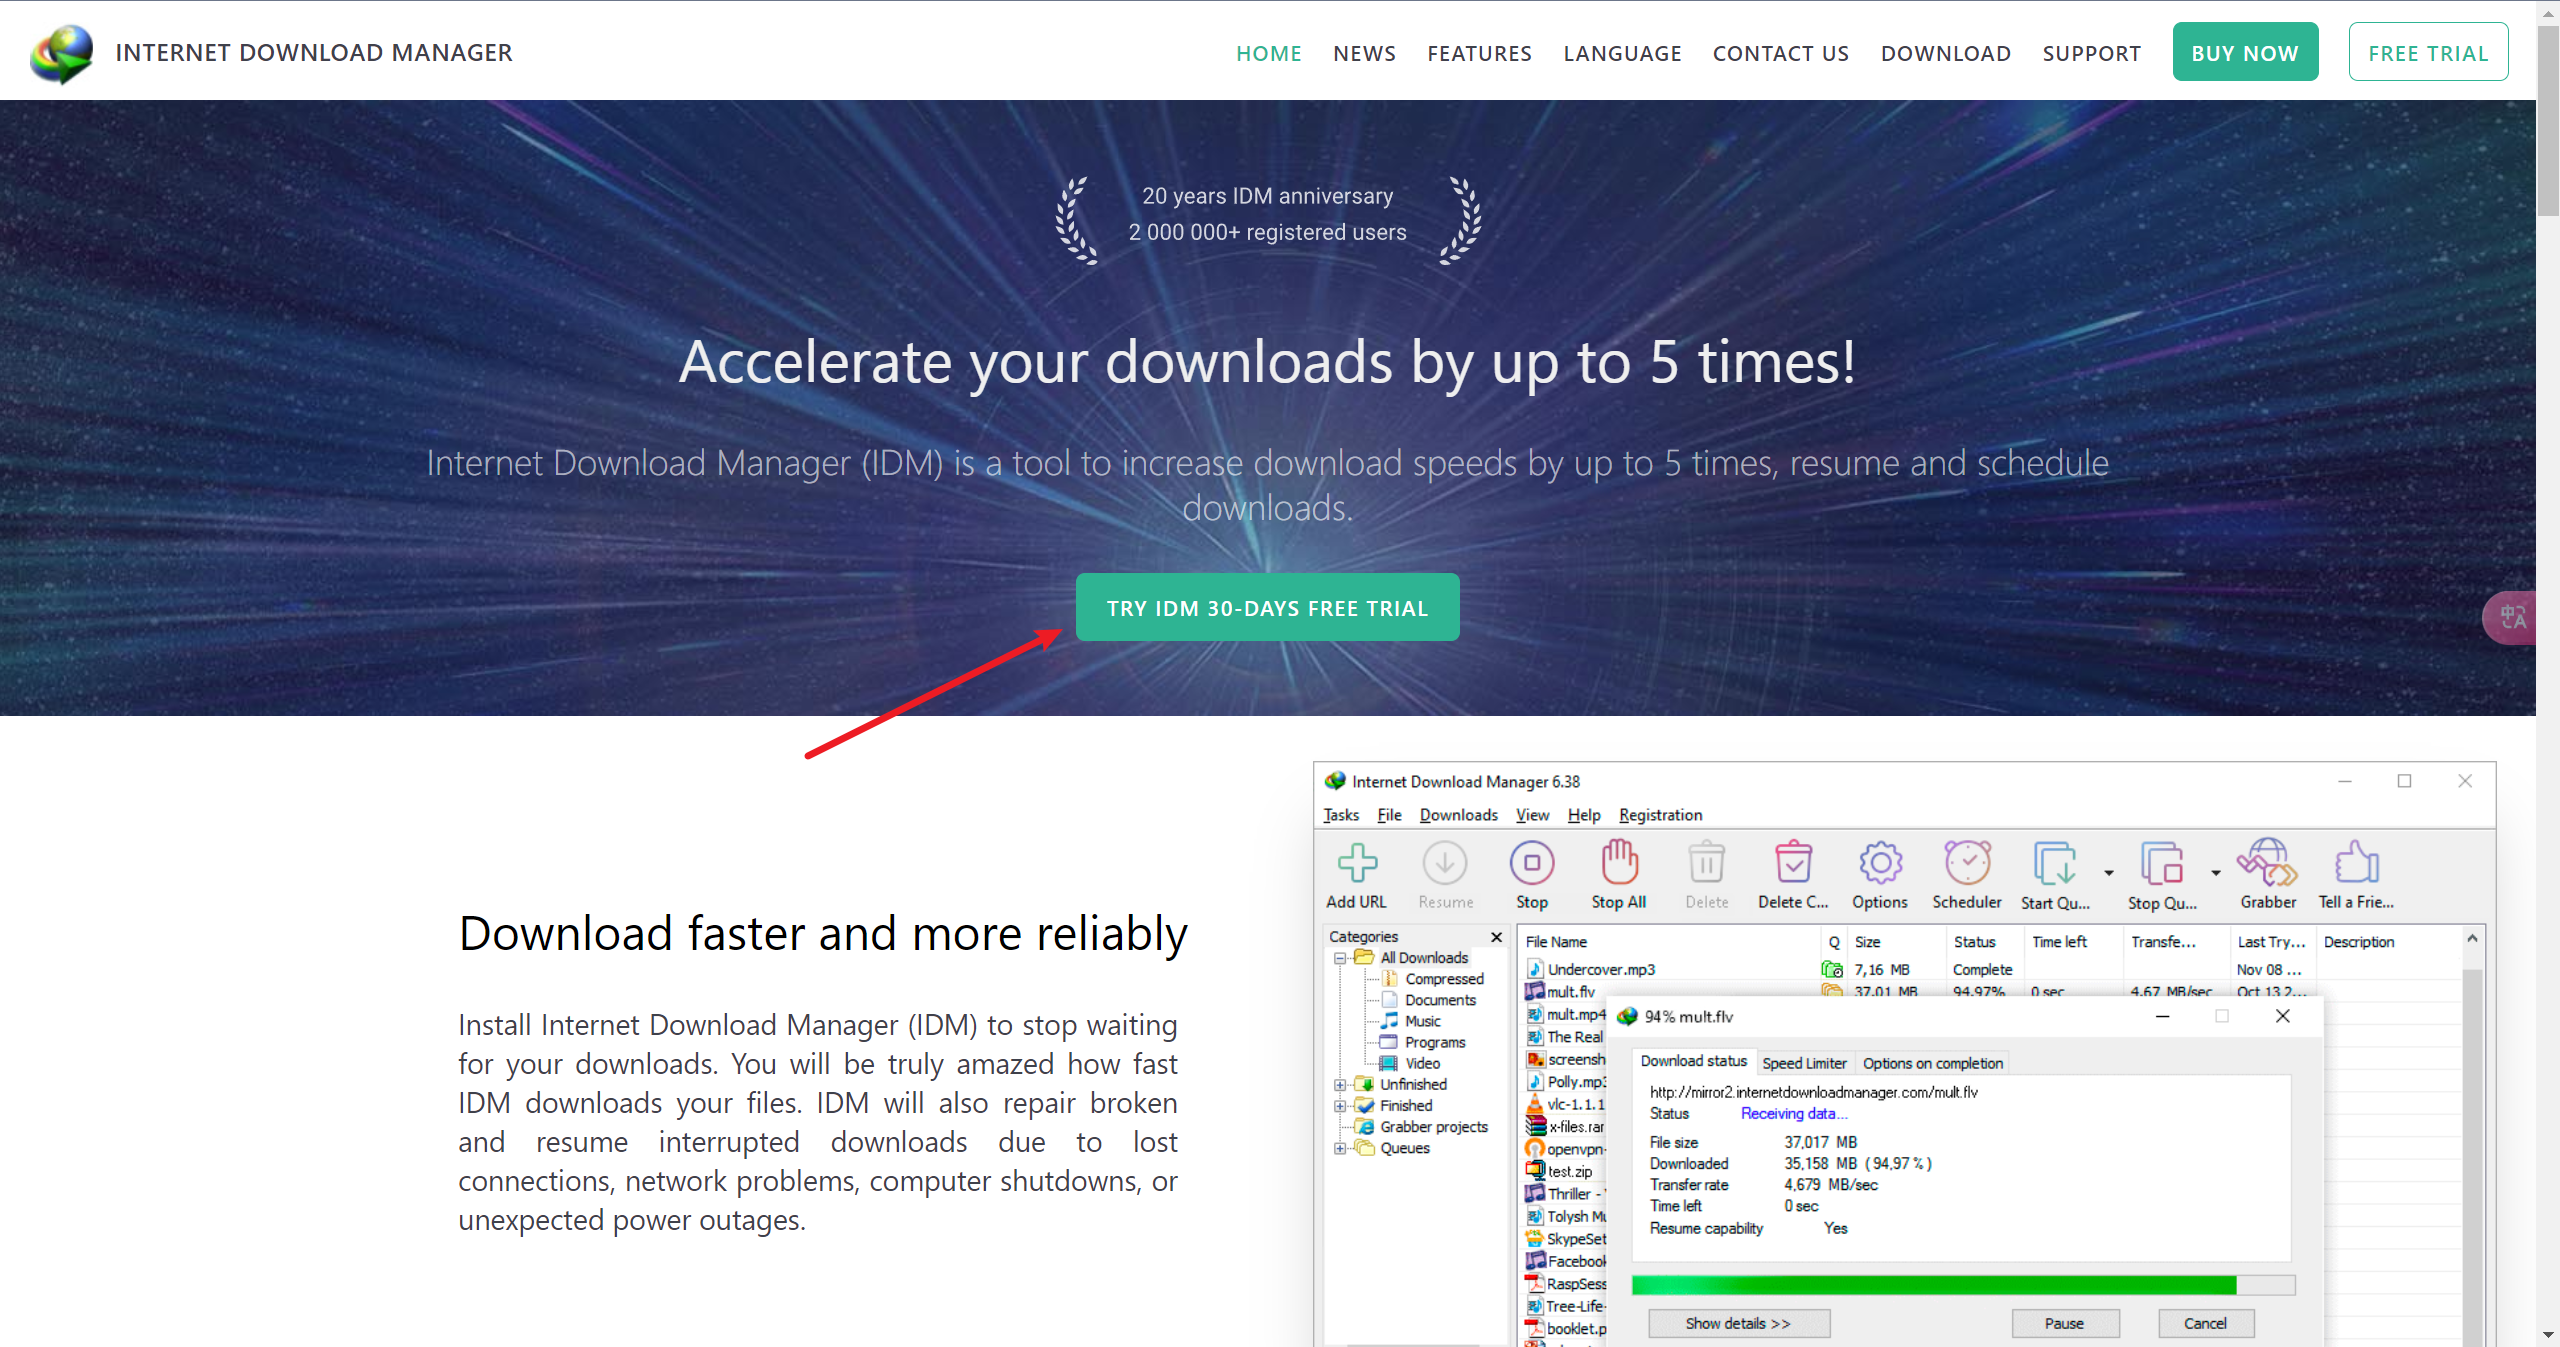 INTERNET DOWNLOAD MANAGER
HOME NEWS FEATURES LANGUAGE CONTACT US DOWNLOAD SUPPORT BUY NOW FREE TRIAL
20 years IDM anniversary
2 000 000+ registered users
Accelerate your downloads by up to 5 times!
Internet Download Manager (IDM) is a tool to increase download speeds by up to 5 times, resume and schedule
downloads.
TRY IDM 30-DAYS FREE TRIAL
Download faster and more reliably
Install Internet Download Manager (IDM) to stop waiting
for your downloads. You will be truly amazed how fast
IDM downloads your files. IDM will also repair broken
and resume interrupted downloads due to lost
connections, network problems, computer shutdowns, or
unexpected power outages.
Internet Download Manager 6.38
Tasks File Downloads View Help Registration
Add URL Resume Stop Stop All Delete Delete C... Options Scheduler Start Qu... Stop Qu... Grabber Tell a Frie...
Categories
All Downloads
Compressed
Documents
Music
Programs
Video
Unfinished
Finished
Grabber projects
Queues
File Name Q Size Status Time left Transfe... Last Try... Description
Undercover.mp3 7,16 MB Complete Nov 08 ...
mult.flv 37,01 MB 94,97% 0 sec 4,67 MB/sec Oct 13 2...
mult.mp4
The Real
screensh
Polly.mp3
vlc-1.1.1
x-files.rar
openvpn-
test.zip
Thriller -
Tolysh Mu
SkypeSet
Facebook
RaspSess
Tree-Life-
booklet.p
94% mult.flv
Download status Speed Limiter Options on completion
http://mirror2.internetdownloadmanager.com/mult.flv
Status Receiving data...
File size 37,017 MB
Downloaded 35,158 MB ( 94,97 % )
Transfer rate 4,679 MB/sec
Time left 0 sec
Resume capability Yes
Show details >> Pause Cancel